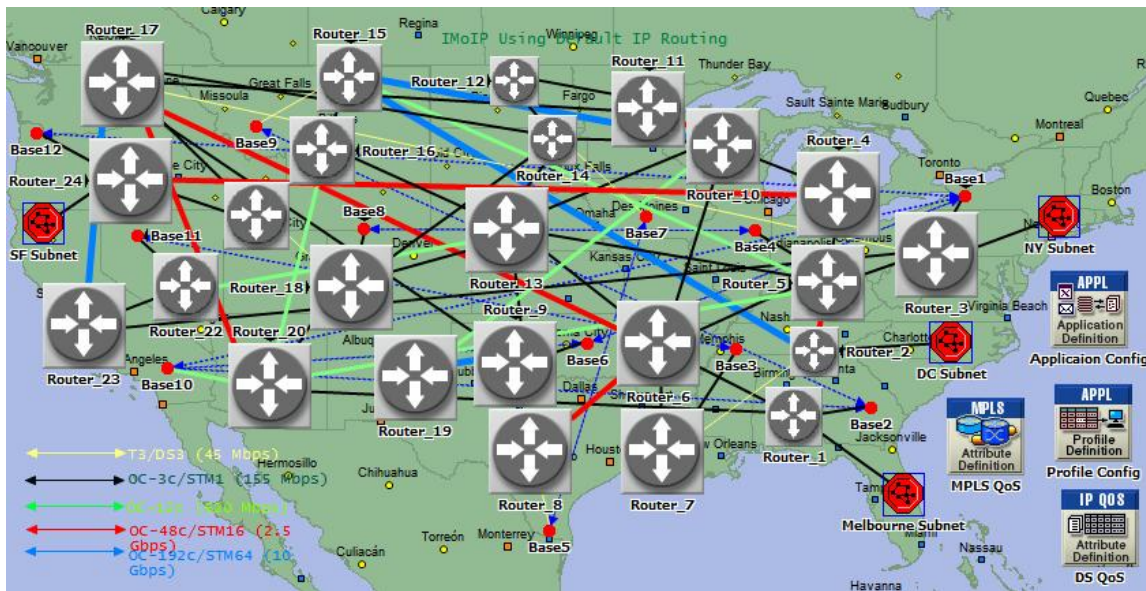 Calgary
Regina
Winnipeg
Vancouver
Router_17
Router_15
IMoIP Using Default IP Routing
Router_11
Router_12
Thunder Bay
Great Falls
Fargo
Missoula
Sault Sainte Marie
Sudbury
Quebec
Montreal
Base12
Base9
Router_16
Router_14
Router_4
Toronto
Router_24
Router_10
Base1
Boston
Chicago
Omaha
Des Moines
Base8
Base7
Base4
SF Subnet
Base11
Denver
Kansas City
NY Subnet
Router_18
Router_13
Router_5
Router_3
Virginia Beach
APPL
Application
Definition
Applicaion Config
Router_22
Router_20
Router_9
Base6
Memphis
Base3
Router_2
DC Subnet
Angeles
Router_23
Base10
Dallas
Router_19
Router_6
Base2
Jacksonville
MPLS
Attribute
Definition
MPLS QoS
APPL
Profile
Definition
Profile Config
T3/DS3 (45 Mbps)
Hermosillo
Chihuahua
New Orleans
Router_1
OC-3c/STM1 (155 Mbps)
Router_8
Router_7
Melbourne Subnet
IP QOS
Attribute
Definition
DS QoS
OC-48c/STM16 (2.5
Gbps)
OC-192c/STM64 (10
Gbps)
Culiacán
Torreón
Monterrey
Base5
Nassau
Havanna